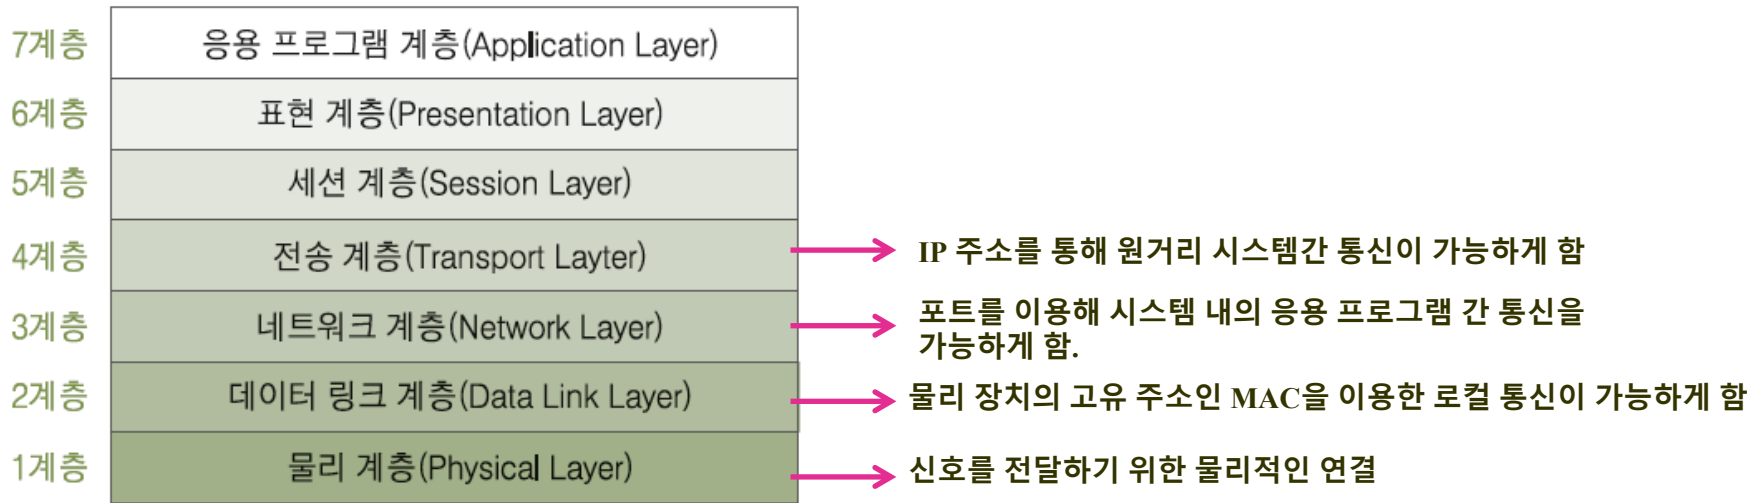 7계층 응용 프로그램 계층(Application Layer)
6계층 표현 계층(Presentation Layer)
5계층 세션 계층(Session Layer)
4계층 전송 계층(Transport Layter) IP 주소를 통해 원거리 시스템간 통신이 가능하게 함
3계층 네트워크 계층(Network Layer) 포트를 이용해 시스템 내의 응용 프로그램 간 통신을
가능하게 함.
2계층 데이터 링크 계층(Data Link Layer) 물리 장치의 고유 주소인 MAC을 이용한 로컬 통신이 가능하게 함
1계층 물리 계층(Physical Layer) 신호를 전달하기 위한 물리적인 연결